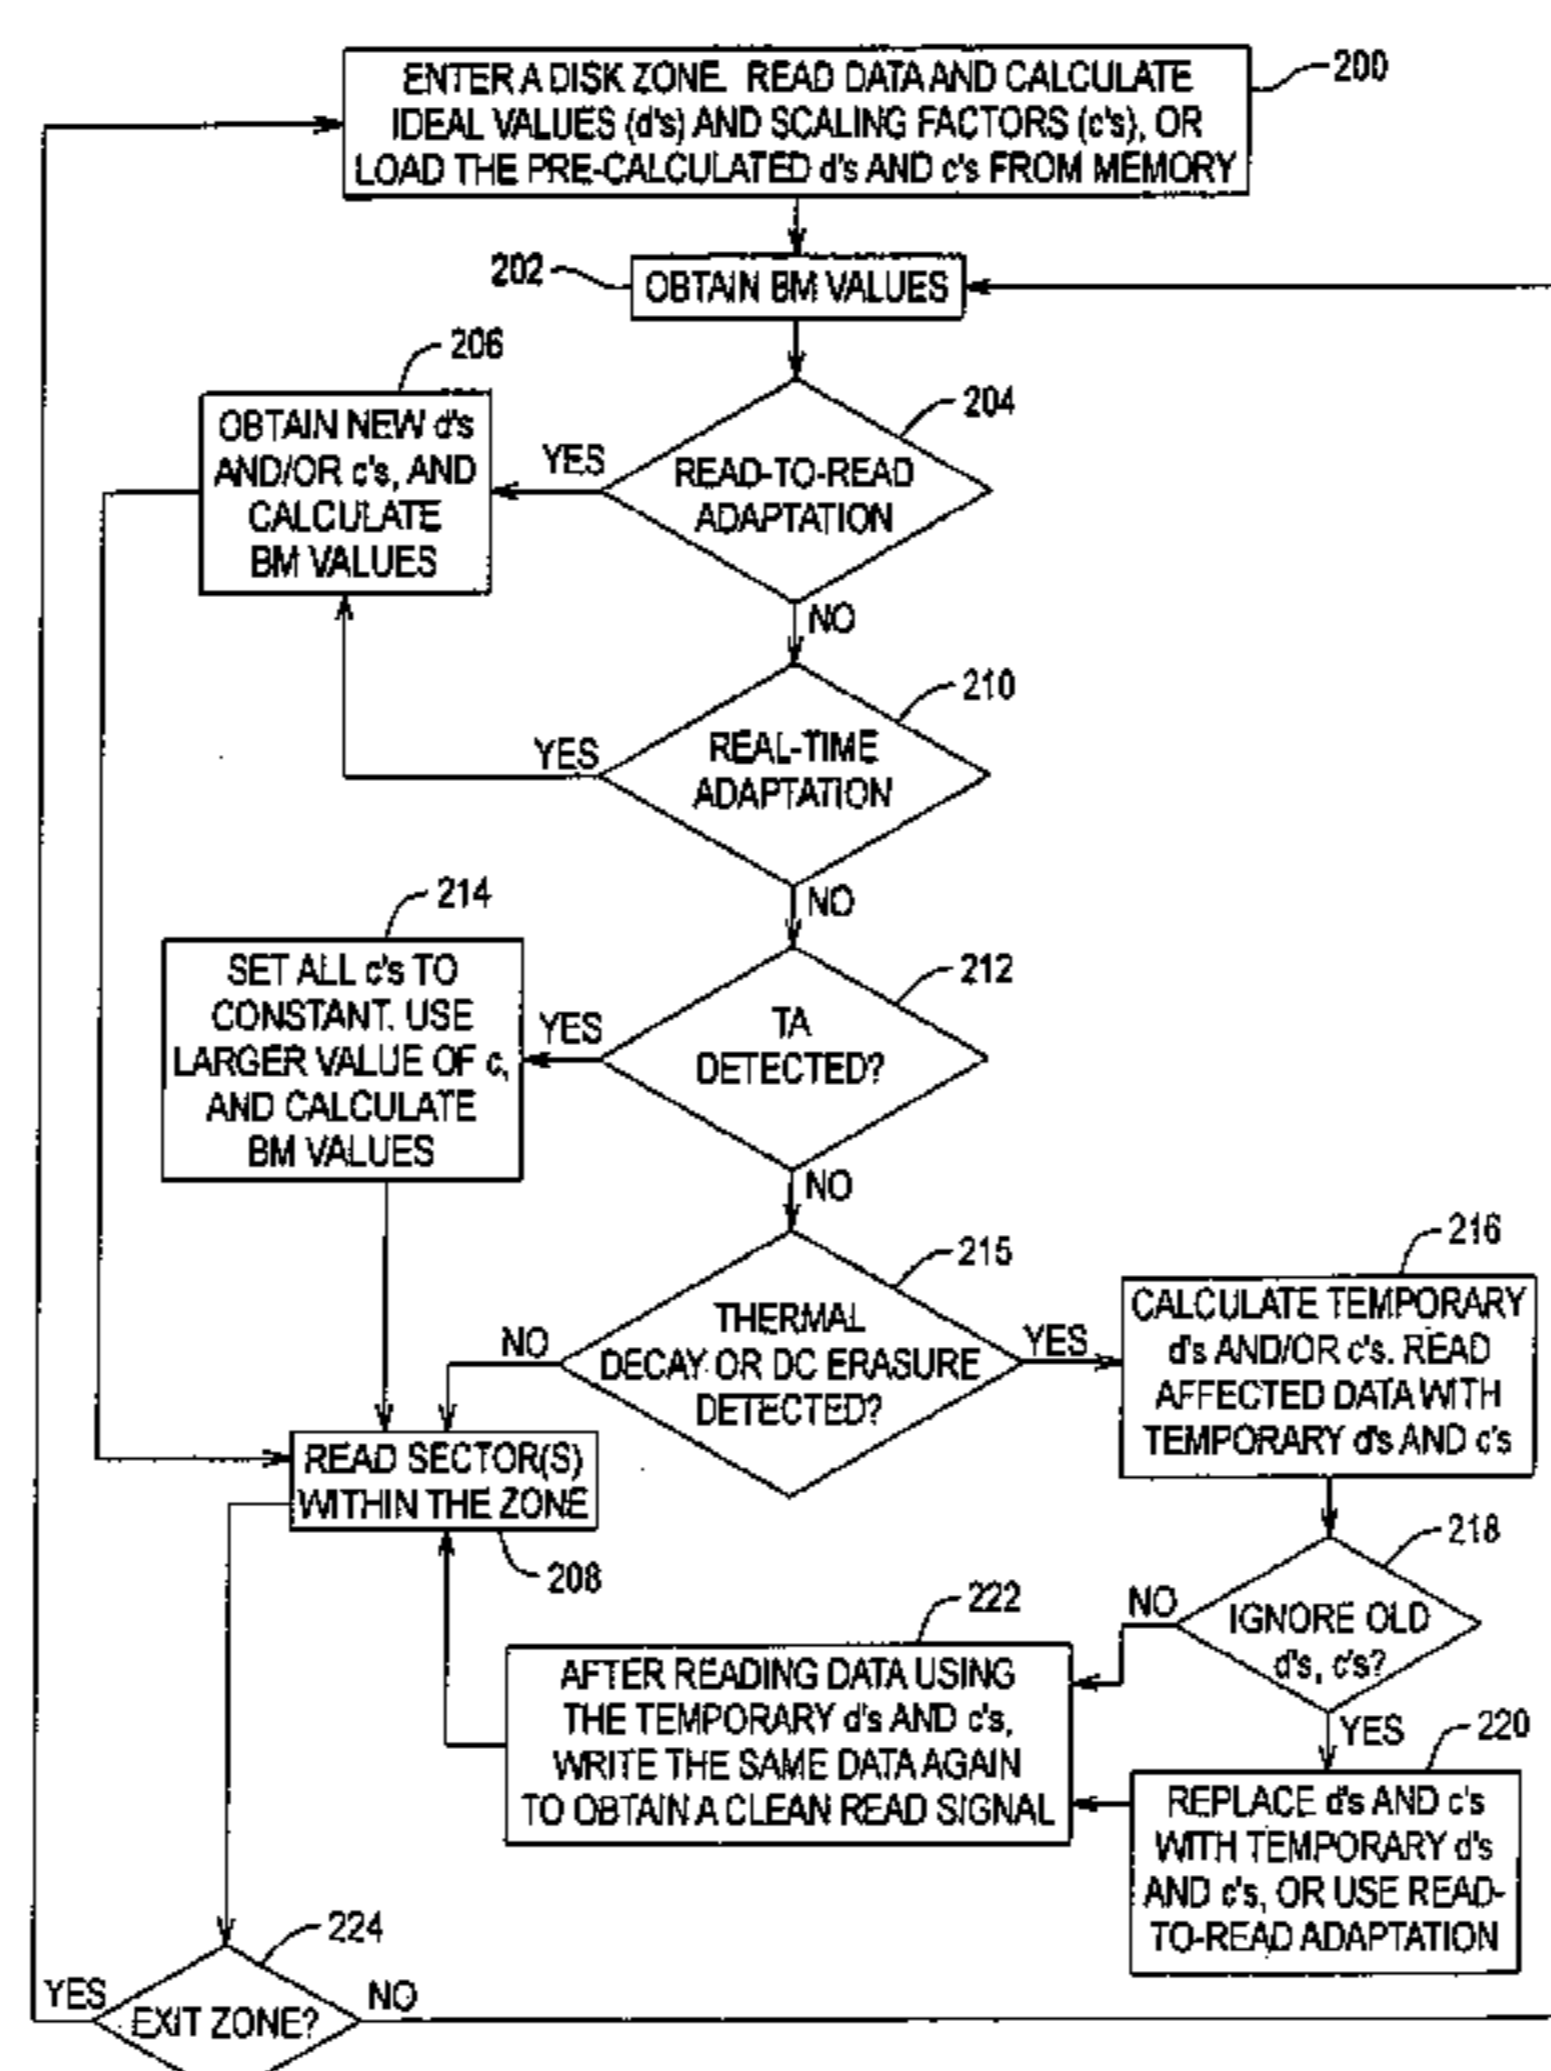 ENTER A DISK ZONE. READ DATA AND CALCULATE
IDEAL VALUES (d's) AND SCALING FACTORS (c's), OR
LOAD THE PRE-CALCULATED d's AND c's FROM MEMORY
200
202
OBTAIN BM VALUES
206
OBTAIN NEW d's
AND/OR c's, AND
CALCULATE
BM VALUES
YES
204
READ-TO-READ
ADAPTATION
NO
210
YES
REAL-TIME
ADAPTATION
NO
214
SET ALL c's TO
CONSTANT. USE
LARGER VALUE OF c,
AND CALCULATE
BM VALUES
YES
212
TA
DETECTED?
NO
215
NO
THERMAL
DECAY OR DC ERASURE
DETECTED?
YES
216
CALCULATE TEMPORARY
d's AND/OR c's. READ
AFFECTED DATA WITH
TEMPORARY d's AND c's
READ SECTOR(S)
WITHIN THE ZONE
208
218
NO
IGNORE OLD
d's, c's?
YES
222
AFTER READING DATA USING
THE TEMPORARY d's AND c's,
WRITE THE SAME DATA AGAIN
TO OBTAIN A CLEAN READ SIGNAL
220
REPLACE d's AND c's
WITH TEMPORARY d's
AND c's, OR USE READ-
TO-READ ADAPTATION
224
YES
EXIT ZONE?
NO